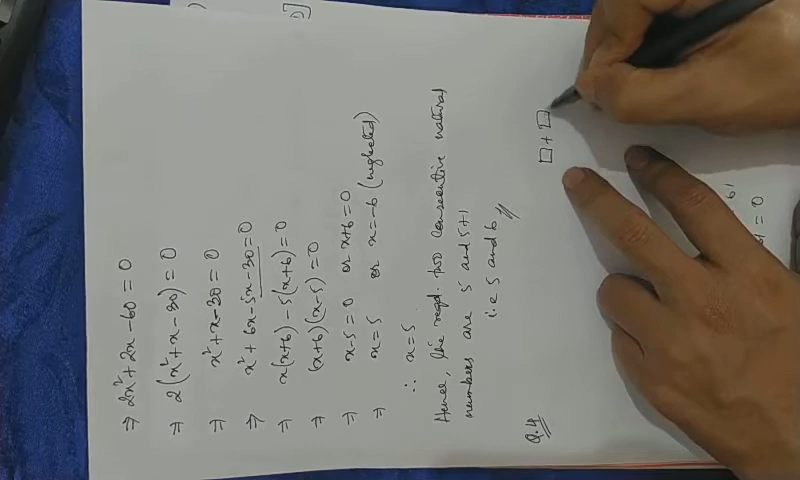 ⇒ 2x² + 2x - 60 = 0
⇒ 2(x² + x - 30) = 0
⇒ x² + x - 30 = 0
⇒ x² + 6x - 5x - 30 = 0
⇒ x(x+6) - 5(x+6) = 0
⇒ (x+6)(x-5) = 0
⇒ x-5 = 0 or x+6 = 0
⇒ x = 5 or x = -6 (neglected)
∴ x = 5
Hence, the reqd. two consecutive natural
numbers are 5 and 5+1
i.e 5 and 6
Q.4
□ + □
61
= 0